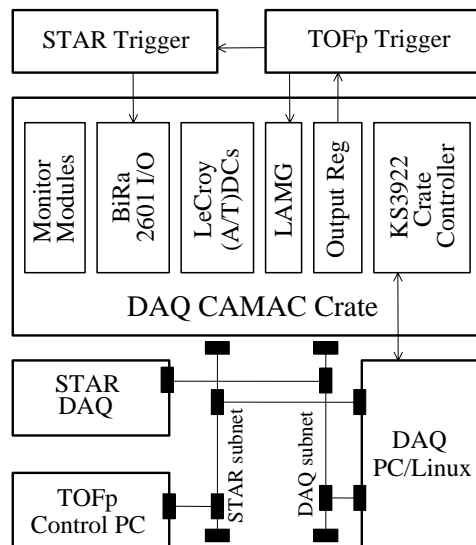 STAR Trigger
TOFp Trigger
Monitor
Modules
BiRa
2601 I/O
LeCroy
(A/T)DCs
LAMG
Output Reg
KS3922
Crate
Controller
DAQ CAMAC Crate
STAR
DAQ
STAR subnet
DAQ subnet
DAQ
PC/Linux
TOFp
Control PC